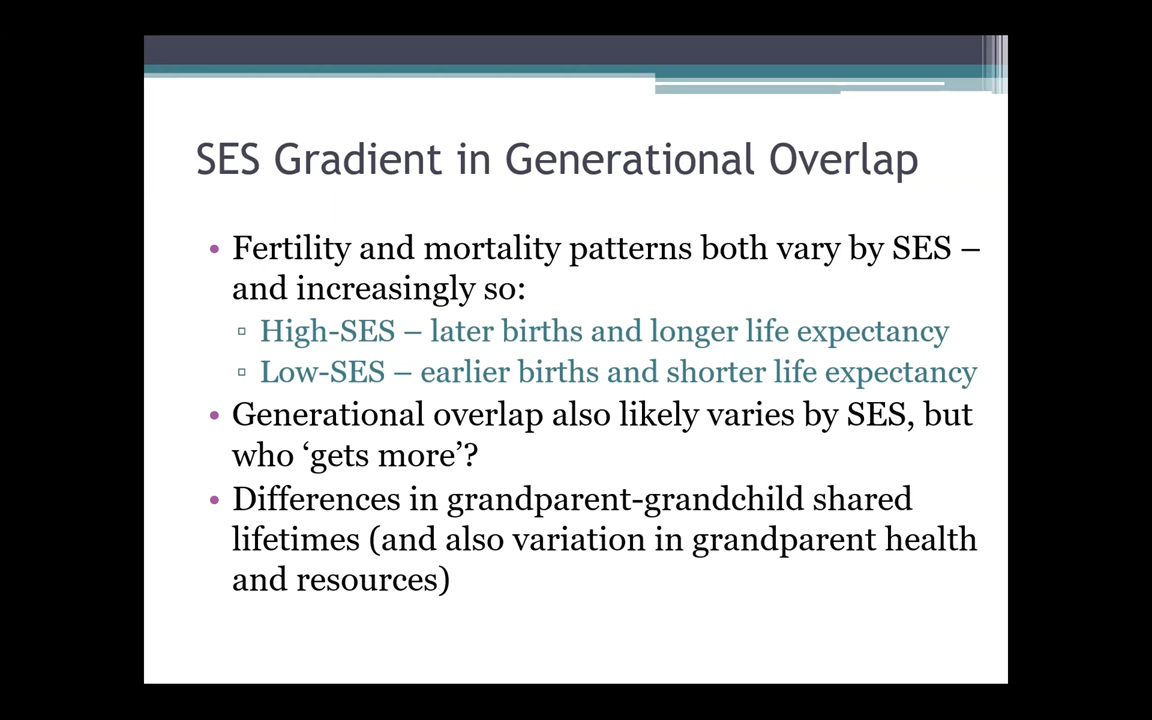 SES Gradient in Generational Overlap
• Fertility and mortality patterns both vary by SES –
and increasingly so:
▫ High-SES – later births and longer life expectancy
▫ Low-SES – earlier births and shorter life expectancy
• Generational overlap also likely varies by SES, but
who ‘gets more’?
• Differences in grandparent-grandchild shared
lifetimes (and also variation in grandparent health
and resources)